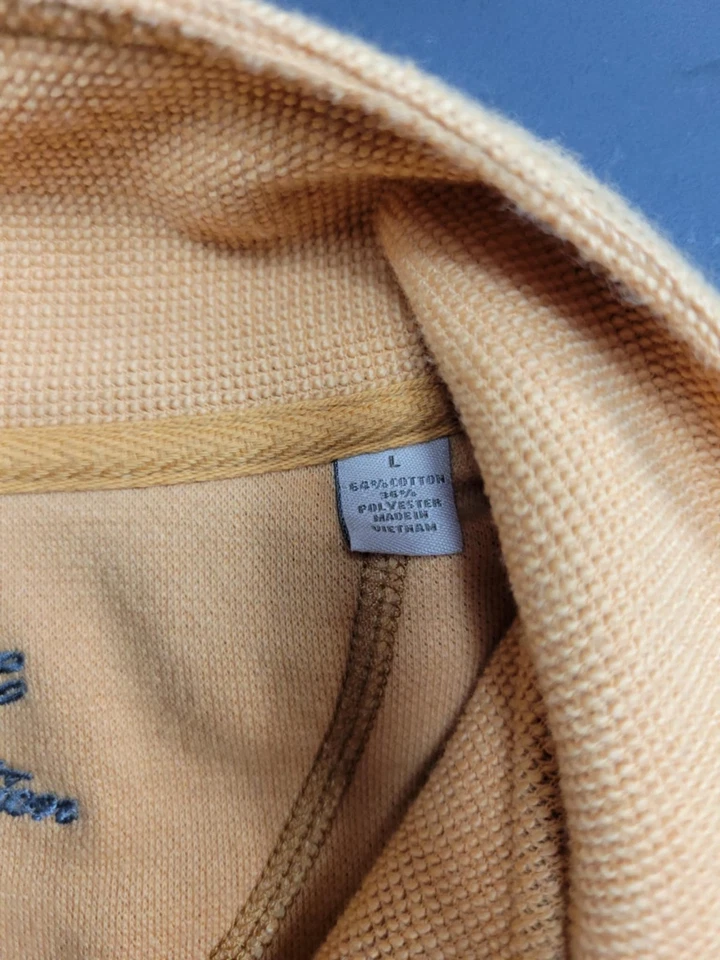 L
64% COTTON
36%
POLYESTER
MADE IN
VIETNAM